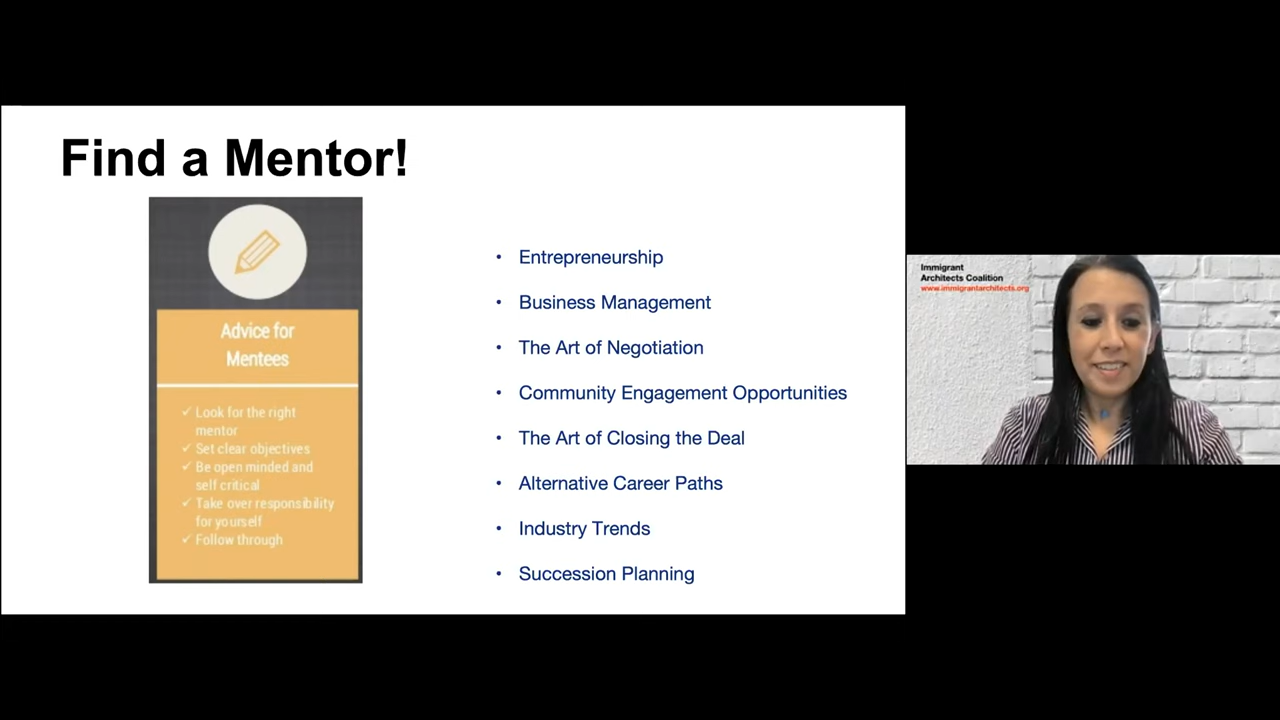 Find a Mentor!
Advice for
Mentees
✓ Look for the right
mentor
✓ Set clear objectives
✓ Be open minded and
self critical
✓ Take over responsibility
for yourself
✓ Follow through
• Entrepreneurship
• Business Management
• The Art of Negotiation
• Community Engagement Opportunities
• The Art of Closing the Deal
• Alternative Career Paths
• Industry Trends
• Succession Planning
Immigrant
Architects Coalition
www.immigrantarchitects.org